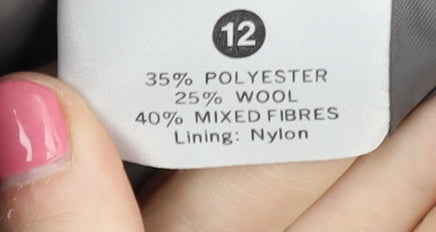 12
35% POLYESTER
25% WOOL
40% MIXED FIBRES
Lining: Nylon